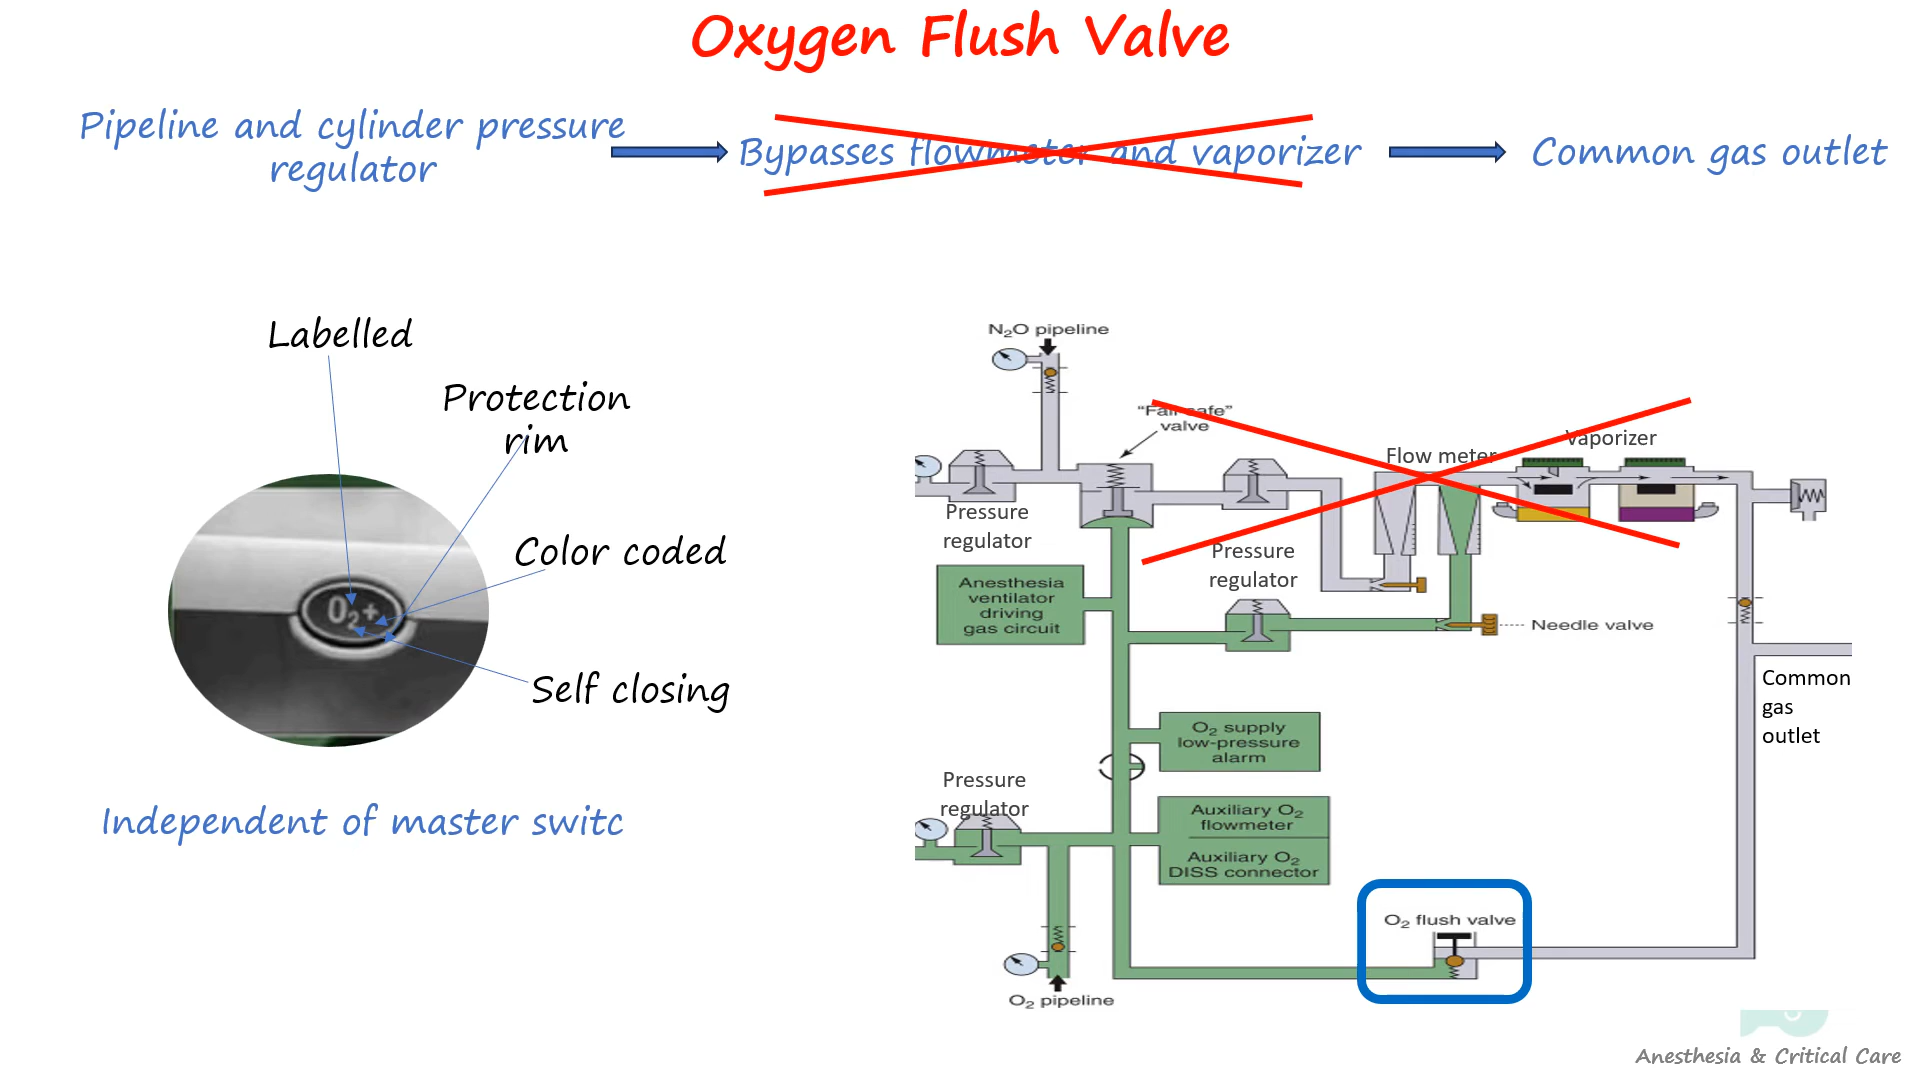 Oxygen Flush Valve
Pipeline and cylinder pressure
regulator
Bypasses flowmeter and vaporizer
Common gas outlet
Labelled
Protection
rim
Color coded
Self closing
O₂+
Independent of master switc
N₂O pipeline
"Fail-safe"
valve
Flow meter
Vaporizer
Pressure
regulator
Pressure
regulator
Anesthesia
ventilator
driving
gas circuit
Needle valve
Common
gas
outlet
O₂ supply
low-pressure
alarm
Pressure
regulator
Auxiliary O₂
flowmeter
Auxiliary O₂
DISS connector
O₂ flush valve
O₂ pipeline
Anesthesia & Critical Care